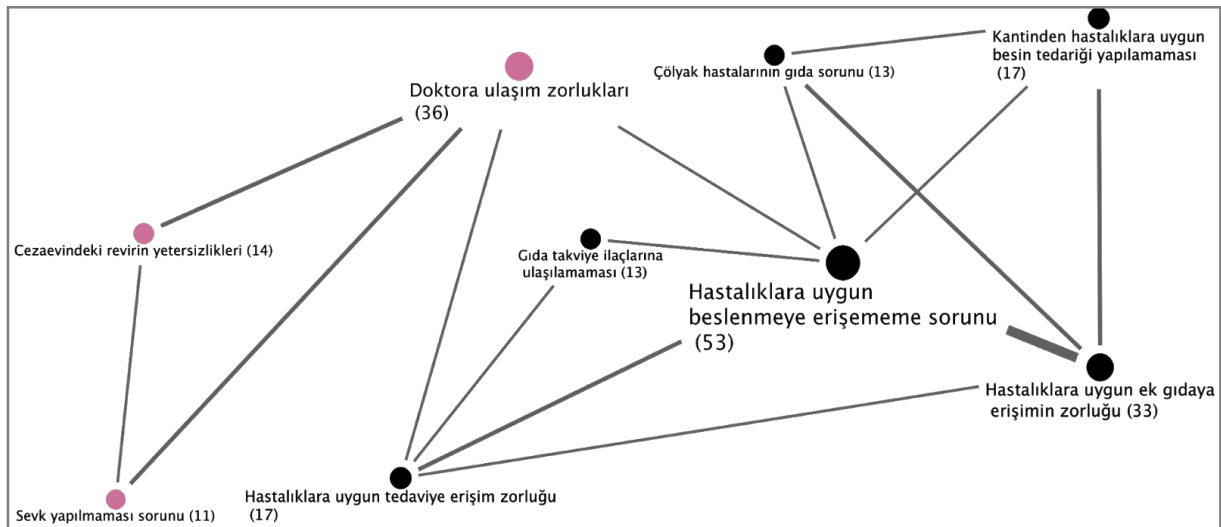 Kantinden hastalıklara uygun
besin tedariği yapılamaması
(17)
Çölyak hastalarının gıda sorunu (13)
Doktora ulaşım zorlukları
(36)
Cezaevindeki revirin yetersizlikleri (14)
Gıda takviye ilaçlarına
ulaşılamaması (13)
Hastalıklara uygun
beslenmeye erişememe sorunu
(53)
Hastalıklara uygun ek gıdaya
erişimin zorluğu (33)
Hastalıklara uygun tedaviye erişim zorluğu
(17)
Sevk yapılmaması sorunu (11)